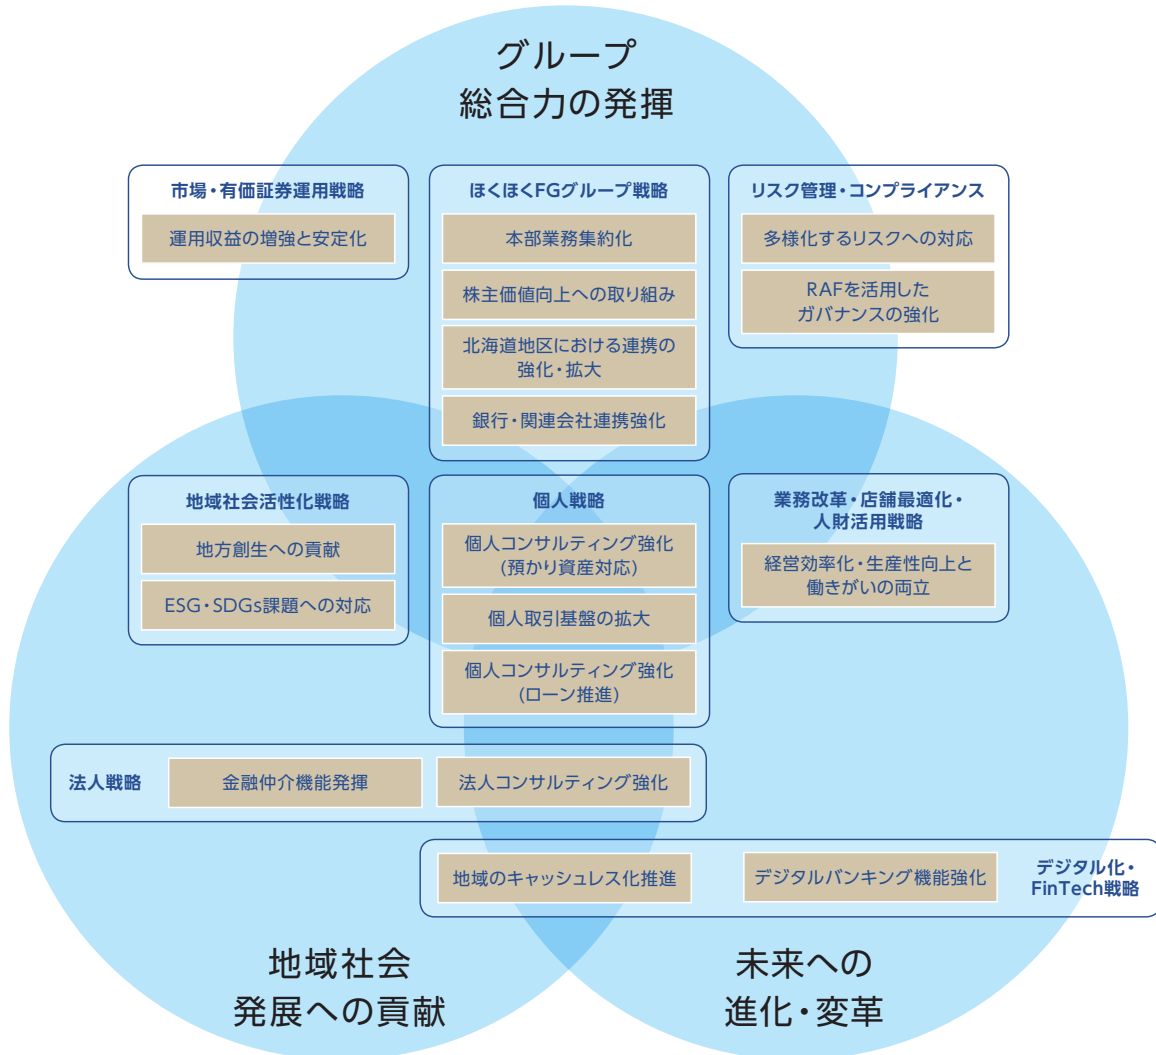 グループ
総合力の発揮
市場・有価証券運用戦略
運用収益の増強と安定化
ほくほくFGグループ戦略
本部業務集約化
株主価値向上への取り組み
北海道地区における連携の
強化・拡大
銀行・関連会社連携強化
リスク管理・コンプライアンス
多様化するリスクへの対応
RAFを活用した
ガバナンスの強化
地域社会活性化戦略
地方創生への貢献
ESG・SDGs課題への対応
個人戦略
個人コンサルティング強化
(預かり資産対応)
個人取引基盤の拡大
個人コンサルティング強化
(ローン推進)
業務改革・店舗最適化・
人財活用戦略
経営効率化・生産性向上と
働きがいの両立
法人戦略
金融仲介機能発揮
法人コンサルティング強化
地域のキャッシュレス化推進
デジタルバンキング機能強化
デジタル化・
FinTech戦略
地域社会
発展への貢献
未来への
進化・変革